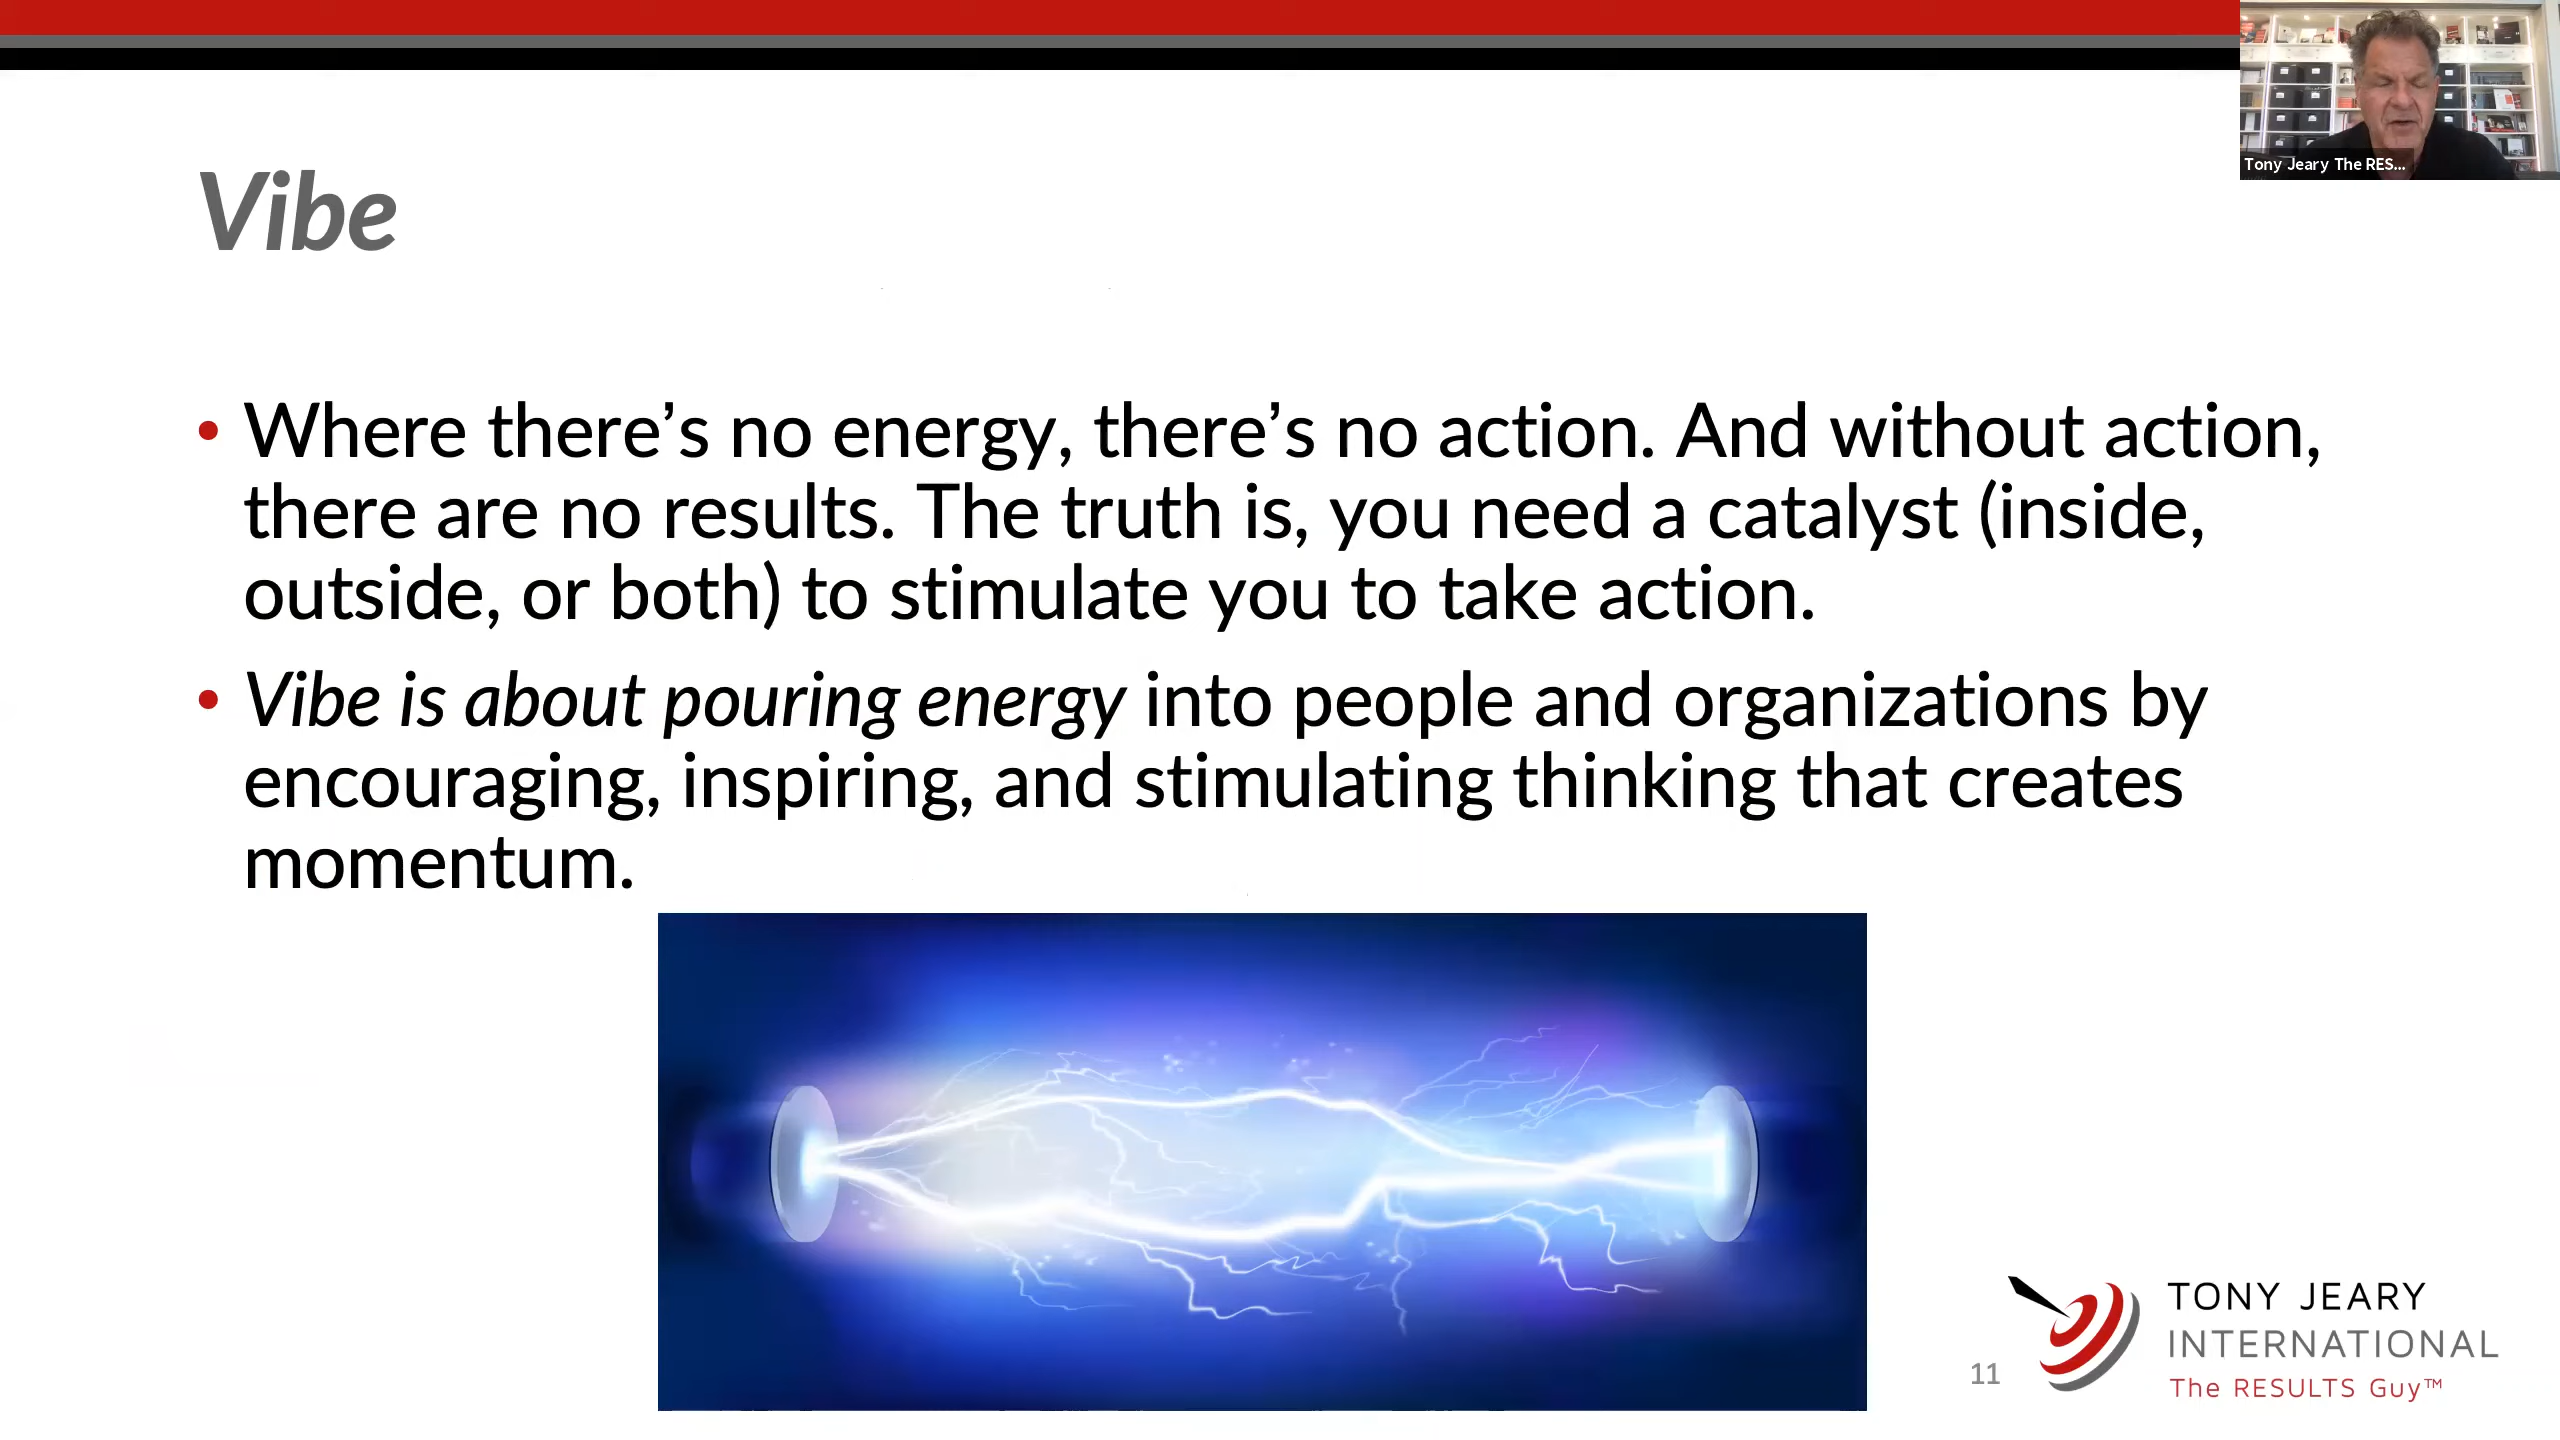 Tony Jeary The RES...
Vibe
• Where there’s no energy, there’s no action. And without action,
there are no results. The truth is, you need a catalyst (inside,
outside, or both) to stimulate you to take action.
• Vibe is about pouring energy into people and organizations by
encouraging, inspiring, and stimulating thinking that creates
momentum.
11
TONY JEARY
INTERNATIONAL
The RESULTS Guy™